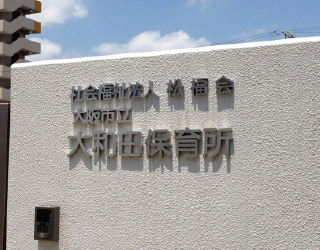 社会福祉法人 松福会
大阪市立
大和田保育所